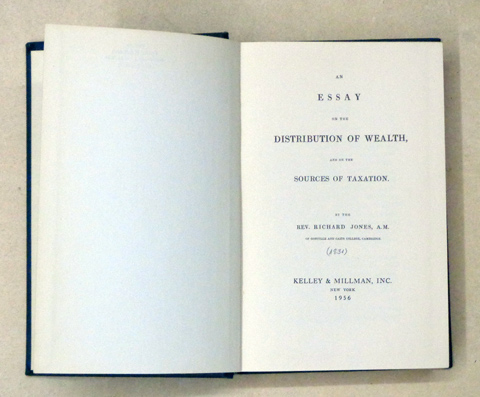 AN
ESSAY
ON THE
DISTRIBUTION OF WEALTH,
AND ON THE
SOURCES OF TAXATION.
BY THE
REV. RICHARD JONES, A.M.
OF GONVILLE AND CAIUS COLLEGE, CAMBRIDGE.
(1831)
KELLEY & MILLMAN, INC.
NEW YORK
1956